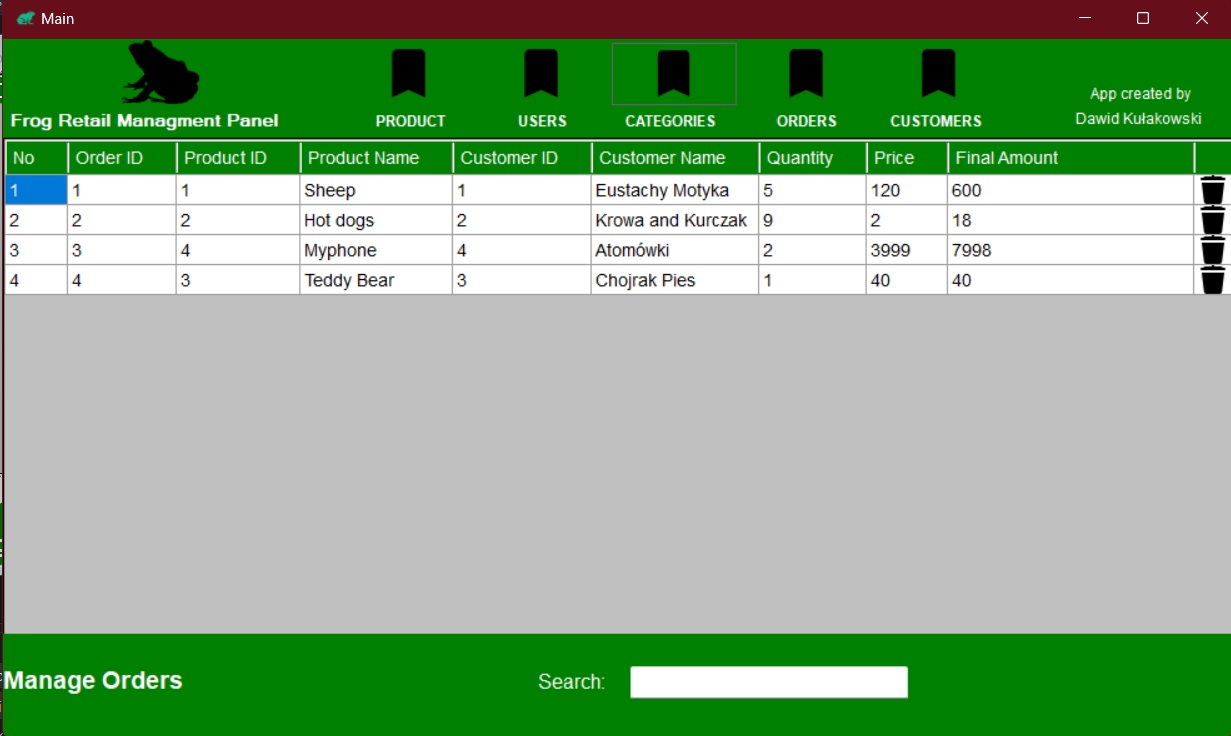 Main
Frog Retail Managment Panel
PRODUCT
USERS
CATEGORIES
ORDERS
CUSTOMERS
App created by
Dawid Kułakowski
No Order ID Product ID Product Name Customer ID Customer Name Quantity Price Final Amount
1 1 1 Sheep 1 Eustachy Motyka 5 120 600
2 2 2 Hot dogs 2 Krowa and Kurczak 9 2 18
3 3 4 Myphone 4 Atomówki 2 3999 7998
4 4 3 Teddy Bear 3 Chojrak Pies 1 40 40
Manage Orders
Search: